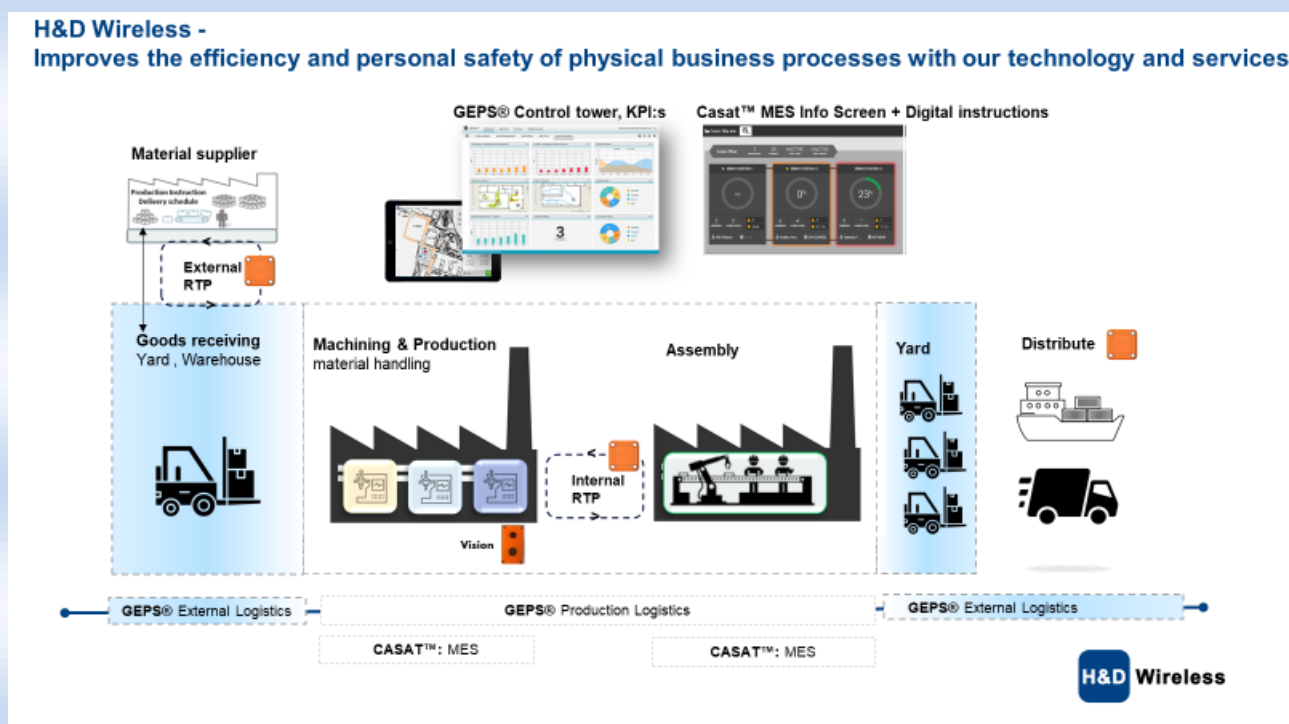 H&D Wireless -
Improves the efficiency and personal safety of physical business processes with our technology and services
GEPS® Control tower, KPI:s
Casat™ MES Info Screen + Digital instructions
Material supplier
Production Instruction
Delivery schedule
External
RTP
3
0%
23%
Goods receiving
Yard , Warehouse
Machining & Production
material handling
Assembly
Yard
Distribute
Internal
RTP
Vision
GEPS® External Logistics
GEPS® Production Logistics
GEPS® External Logistics
CASAT™: MES
CASAT™: MES
H&D Wireless